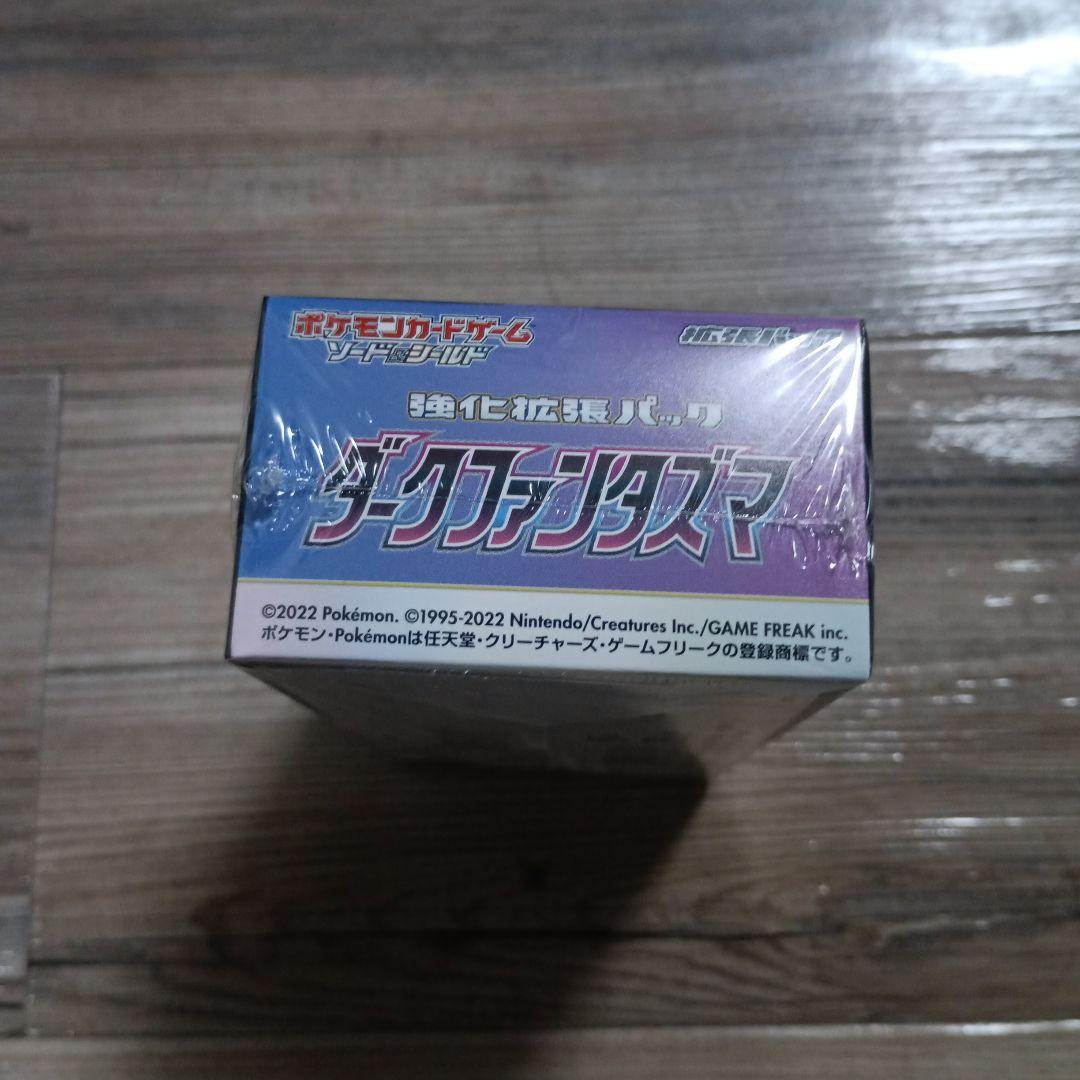 ポケモンカードゲーム
ソード&シールド
拡張パック
強化拡張パック
ダークファンタズマ
©2022 Pokémon. ©1995-2022 Nintendo/Creatures Inc./GAME FREAK inc.
ポケモン・Pokémonは任天堂・クリーチャーズ・ゲームフリークの登録商標です。